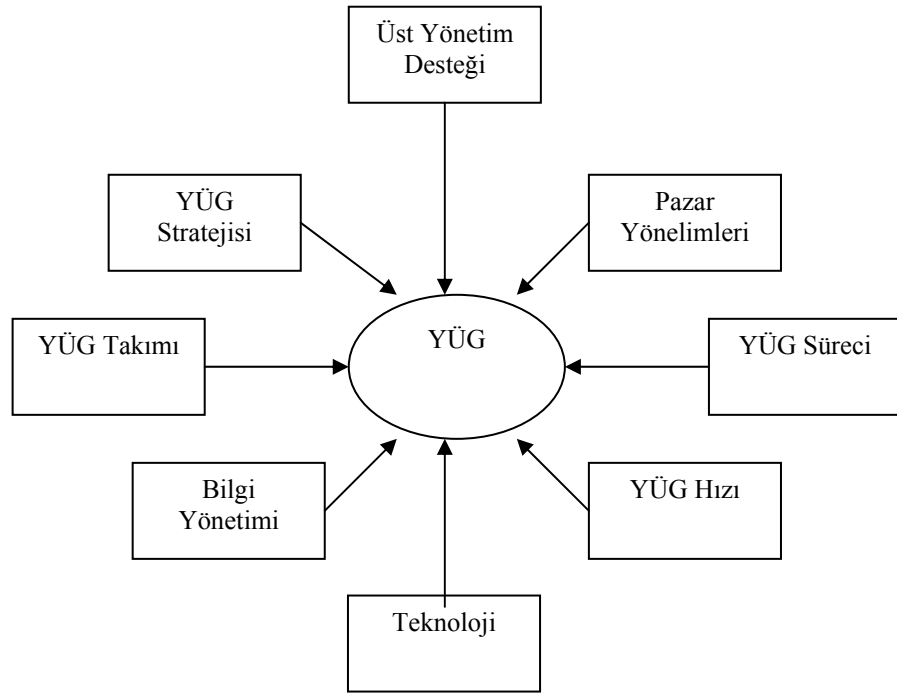 Üst Yönetim
Desteği
YÜG
Stratejisi
Pazar
Yönelimleri
YÜG Takımı
YÜG
YÜG Süreci
Bilgi
Yönetimi
YÜG Hızı
Teknoloji